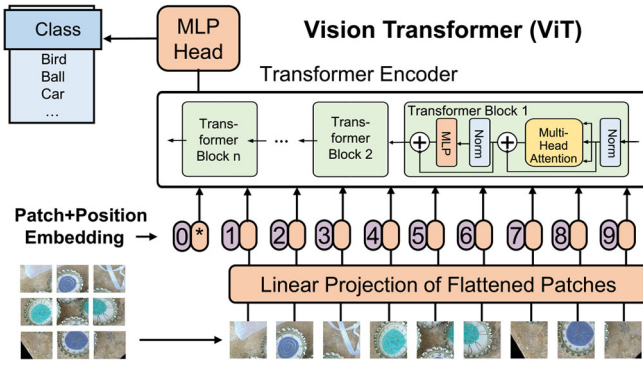 Vision Transformer (ViT)
Class
Bird
Ball
Car
...
MLP
Head
Transformer Encoder
Trans-
former
Block n
...
Trans-
former
Block 2
Transformer Block 1
MLP
Norm
Multi-
Head
Attention
Norm
Patch+Position
Embedding
0 * 1 2 3 4 5 6 7 8 9
Linear Projection of Flattened Patches